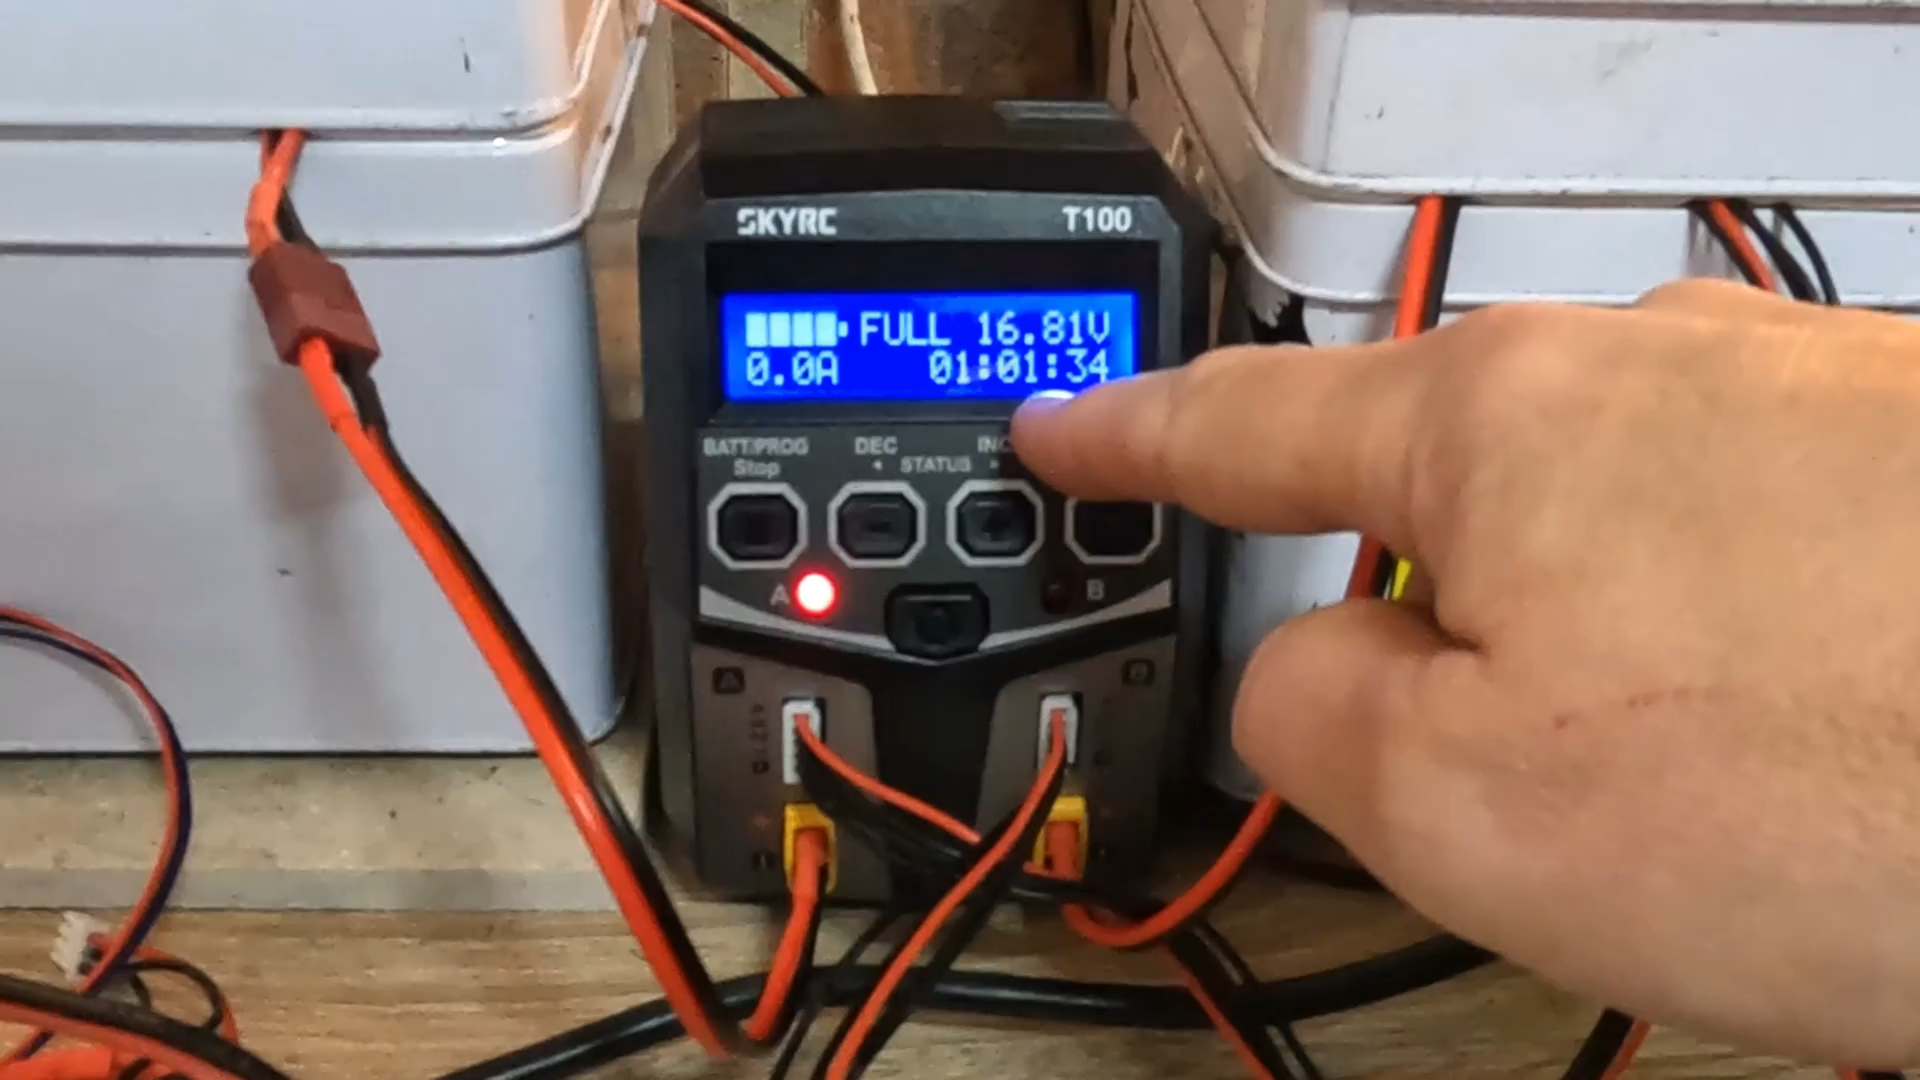 SKYRC T100
FULL 16.81V
0.0A 01:01:34
BATT/PROG DEC
Stop STATUS
A B
A